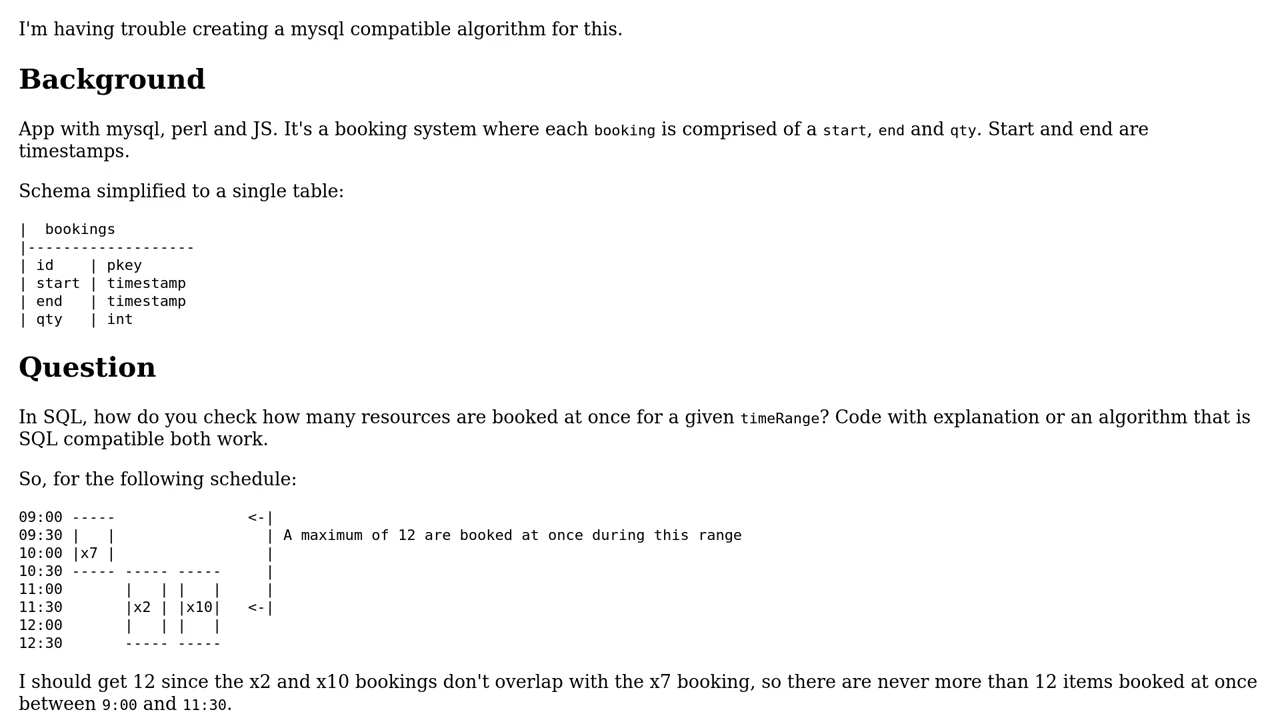 I'm having trouble creating a mysql compatible algorithm for this.
Background
App with mysql, perl and JS. It's a booking system where each booking is comprised of a start, end and qty. Start and end are
timestamps.
Schema simplified to a single table:
|  bookings
|-------------------
| id    | pkey
| start | timestamp
| end   | timestamp
| qty   | int
Question
In SQL, how do you check how many resources are booked at once for a given timeRange? Code with explanation or an algorithm that is
SQL compatible both work.
So, for the following schedule:
09:00 -----               <-|
09:30 |   |                 | A maximum of 12 are booked at once during this range
10:00 |x7 |                 |
10:30 ----- ----- -----     |
11:00       |   | |   |     |
11:30       |x2 | |x10|   <-|
12:00       |   | |   |
12:30       ----- -----
I should get 12 since the x2 and x10 bookings don't overlap with the x7 booking, so there are never more than 12 items booked at once
between 9:00 and 11:30.